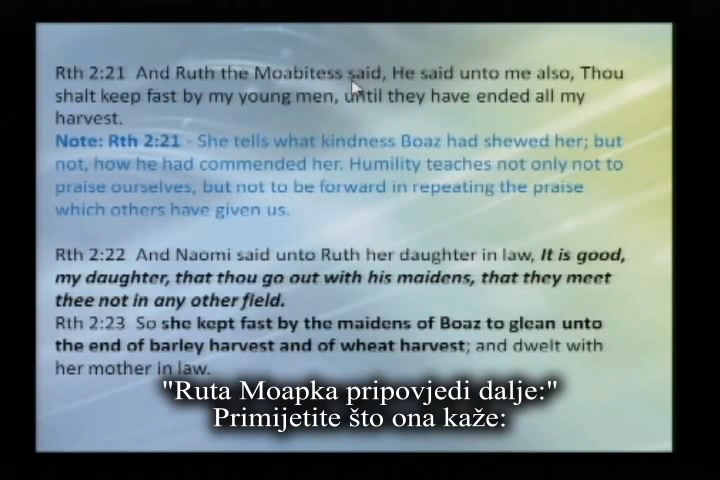 Rth 2:21 And Ruth the Moabitess said, He said unto me also, Thou
shalt keep fast by my young men, until they have ended all my
harvest.
Note: Rth 2:21 - She tells what kindness Boaz had shewed her; but
not, how he had commended her. Humility teaches not only not to
praise ourselves, but not to be forward in repeating the praise
which others have given us.
Rth 2:22 And Naomi said unto Ruth her daughter in law, It is good,
my daughter, that thou go out with his maidens, that they meet
thee not in any other field.
Rth 2:23 So she kept fast by the maidens of Boaz to glean unto
the end of barley harvest and of wheat harvest; and dwelt with
her mother in law.
"Ruta Moapka pripovjedi dalje:"
Primijetite što ona kaže: